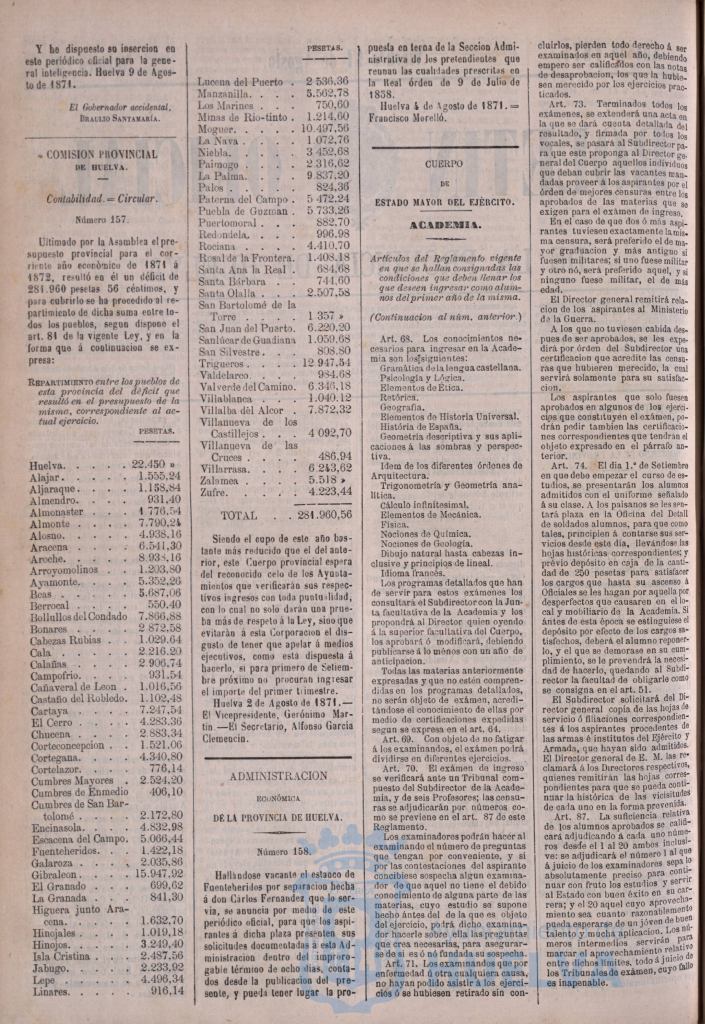 Y he dispuesto su insercion en
este periódico oficial para la gene-
ral inteligencia. Huelva 9 de Agos-
to de 1871.
El Gobernador accidental,
BRAULIO SANTAMARÍA.
COMISION PROVINCIAL
DE HUELVA.
Contabilidad.=Circular.
Número 157.
Ultimado por la Asamblea el pre-
supuesto provincial para el cor-
riente año económico de 1871 á
1872, resultó en él un déficit de
281.960 pesetas 56 céntimos, y
para cubrirlo se ha procedido al re-
partimiento de dicha suma entre to-
dos los pueblos, segun dispone el
art. 84 de la vigente Ley, y en la
forma que á continuacion se ex-
presa:
REPARTIMIENTO entre los pueblos de
esta provincia del déficit que
resultó en el presupuesto de la
misma, correspondiente al ac-
tual ejercicio.
PESETAS.
Huelva. . . . . 22.450 »
Alajar. . . . . 1.555,24
Aljaraque. . . . 1.158,84
Almendro. . . . 931,40
Almonaster . . . 1 776,54
Almonte . . . . 7.790,24
Alosno. . . . . 4.938,16
Aracena . . . . 6.541,30
Aroche. . . . . 8.938,16
Arroyomolinos . . 1.203,80
Ayamonte. . . . 5.352,26
Beas . . . . . 5.687,06
Berrocal . . . . 550,40
Bollullos del Condado 7.866,88
Bonares . . . . 2 872,58
Cabezas Rubias . . 1.029,64
Cala . . . . . 2.216,20
Calañas . . . . 2.906,74
Campofrio. . . . 931,54
Cañaveral de Leon . 1.016,56
Castaño del Robledo. 1.102,48
Cartaya . . . . 7.247,54
El Cerro . . . . 4.283,36
Chucena . . . . 2.883,34
Corteconcepcion . . 1.521,06
Cortegana. . . . 4.340,80
Cortelazor. . . . 776,14
Cumbres Mayores . 2.524,20
Cumbres de Enmedio 406,10
Cumbres de San Bar-
tolomé . . . . 2.172,80
Encinasola. . . . 4.832,98
Escacena del Campo. 5.066,44
Fuenteheridos. . . 1.422,18
Galaroza . . . . 2.035,86
Gibraleon . . . . 15.947,92
El Granado . . . 699,62
La Granada . . . 841,30
Higuera junto Ara-
cena. . . . . 1.632,70
Hinojales . . . . 1.019,18
Hinojos. . . . . 3.249,40
Isla Cristina . . . 2.487,56
Jabugo. . . . . 2.233,92
Lepe . . . . . 4.496,34
Linares. . . . . 916,14
PESETAS.
Lucena del Puerto . 2 536,36
Manzanilla. . . . 5.562,78
Los Marines . . . 750,60
Minas de Rio-tinto . 1.214,60
Moguer. . . . . 10.497,56
La Nava . . . . 1 072,76
Niebla. . . . . 3 452,68
Paimogo . . . . 2.316,62
La Palma. . . . 9.837,20
Palos . . . . . 824,36
Paterna del Campo . 5 472,24
Puebla de Guzman . 5 733,26
Puertomoral . . . 882,70
Redondela. . . . 996,98
Rociana . . . . 4.410,70
Rosal de la Frontera. 1.408,18
Santa Ana la Real . 684,68
Santa Bárbara . . 744,60
Santa Olalla . . . 2.507,58
San Bartolomé de la
Torre . . . . 1 357 »
San Juan del Puerto. 6.220,20
Sanlúcar de Guadiana 1.059,68
San Silvestre. . . 808,80
Trigueros . . . . 12 947,54
Valdelarco. . . . 984,68
Valverde del Camino. 6 346,18
Villablanca . . . 1.040,12
Villalba del Alcor . 7.872,32
Villanueva de los
Castillejos. . . . 4 092,70
Villanueva de las
Cruces . . . . 486,94
Villarrasa. . . . 6 243,62
Zalamea . . . . 5.518 »
Zufre. . . . . 4.223,44
TOTAL . . 281.960,56
Siendo el cupo de este año bas-
tante más reducido que el del ante-
rior, este Cuerpo provincial espera
del reconocido celo de los Ayunta-
mientos que verificarán sus respec-
tivos ingresos con toda puntualidad,
con lo cual no solo darán una prue-
ba más de respeto á la Ley, sino que
evitarán á esta Corporacion el dis-
gusto de tener que apelar á medios
ejecutivos, como está dispuesta á
hacerlo, si para primero de Setiem-
bre próximo no procuran ingresar
el importe del primer trimestre.
Huelva 2 de Agosto de 1871.—
El Vicepresidente, Gerónimo Mar-
tin.—El Secretario, Alfonso Garcia
Clemencin.
ADMINISTRACION
ECONÓMICA
DE LA PROVINCIA DE HUELVA.
Número 158.
Hallándose vacante el estanco de
Fuenteheridos por separacion hecha
á don Cárlos Fernandez que lo ser-
via, se anuncia por medio de este
periódico oficial, para que los aspi-
rantes á dicha plaza presenten sus
solicitudes documentadas á esta Ad-
ministracion dentro del improro-
gable término de ocho dias, conta-
dos desde la publicacion del pre-
sente, y pueda tener lugar la pro-
puesta en terna de la Seccion Admi-
nistrativa de los pretendientes que
reunan las cualidades prescritas en
la Real órden de 9 de Julio de
1858.
Huelva 4 de Agosto de 1871.=
Francisco Morelló.
CUERPO
DE
ESTADO MAYOR DEL EJÉRCITO.
ACADEMIA.
Artículos del Reglamento vigente
en que se hallan consignadas las
condiciones que deben llenar los
que deseen ingresar como alum-
nos del primer año de la misma.
(Continuacion al núm. anterior.)
Art. 68. Los conocimientos ne-
cesarios para ingresar en la Acade-
mia son los siguientes:
Gramática de la lengua castellana.
Psicología y Lógica.
Elementos de Ética.
Retórica.
Geografía.
Elementos de Historia Universal.
História de España.
Geometría descriptiva y sus apli-
caciones á las sombras y perspec-
tiva.
Idem de los diferentes órdenes de
Arquitectura.
Trigonometría y Geometría ana-
lítica.
Cálculo infinitesimal.
Elementos de Mecánica.
Física.
Nociones de Química.
Nociones de Geología.
Dibujo natural hasta cabezas in-
clusive y principios de lineal.
Idioma francés.
Los programas detallados que han
de servir para estos exámenes los
consultará el Subdirector con la Jun-
ta facultativa de la Academia y los
propondrá al Director quien oyendo
á la superior facultativa del Cuerpo,
los aprobará ó modificará, debiendo
publicarse á lo ménos con un año de
anticipacion.
Todas las materias anteriormente
expresadas y que no estén compren-
didas en los programas detallados,
no serán objeto de exámen, acredi-
tándose el conocimiento de ellas por
medio de certificaciones expedidas
segun se expresa en el art. 64.
Art. 69. Con objeto de no fatigar
á los examinandos, el exámen podrá
dividirse en diferentes ejercicios.
Art. 70. El exámen de ingreso
se verificará ante un Tribunal com-
puesto del Subdirector de la Acade-
mia, y de seis Profesores; las censu-
ras se adjudicarán por números co-
mo se previene en el art. 87 de este
Reglamento.
Los examinadores podrán hacer al
examinando el número de preguntas
que tengan por conveniente, y si
por las contestaciones del aspirante
concibiese sospecha algun examina-
dor de que aquel no tiene el debido
conocimiento de alguna parte de las
materias, cuyo estudio se supone
hecho ántes del de la que es objeto
del ejercicio, podrá dicho examina-
dor hacerle sobre ella las preguntas
que crea necesarias, para asegurar-
se de si es ó nó fundada su sospecha.
Art. 71. Los examinandos que por
enfermedad ú otra cualquiera causa,
no hayan podido asistir á los ejerci-
cios ó se hubiesen retirado sin con-
cluirlos, pierden todo derecho á ser
examinados en aquel año, debiendo
empero ser calificados con las notas
de desaprobacion, los que la hubie-
sen merecido por los ejercicios prac-
ticados.
Art. 73. Terminados todos los
exámenes, se extenderá una acta en
la que se dará cuenta detallada del
resultado, y firmada por todos los
vocales, se pasará al Subdirector pa-
ra que este proponga al Director ge-
neral del Cuerpo aquellos individuos
que deban cubrir las vacantes man-
dadas proveer á los aspirantes por el
órden de mejores censuras entre los
aprobados de las materias que se
exigen para el exámen de ingreso.
En el caso de que dos ó más aspi-
rantes tuviesen exactamente la mis-
ma censura, será preferido el de ma-
yor graduacion y más antiguo si
fuesen militares; si uno fuese militar
y otro nó, será preferido aquel, y si
ninguno fuese militar, el de más
edad.
El Director general remitirá rela-
cion de los aspirantes al Ministerio
de la Guerra.
A los que no tuviesen cabida des-
pues de ser aprobados, se les expe-
dirá por órden del Subdirector una
certificacion que acredite las censu-
ras que hubieren merecido, la cual
servirá solamente para su satisfac-
cion.
Los aspirantes que solo fuesen
aprobados en algunos de los ejerci-
cios que constituyen el exámen, po-
drán pedir tambien las certificacio-
nes correspondientes que tendrán el
objeto expresado en el párrafo an-
terior.
Art. 74. El dia 1.º de Setiembre
en que debe empezar el curso de es-
tudios, se presentarán los alumnos
admitidos con el uniforme señalado
á su clase. A los paisanos se les sen-
tará plaza en la Oficina del Detall
de soldados alumnos, para que como
tales, principien á contarse sus ser-
vicios desde este dia, llevándose las
hojas históricas correspondientes; y
prévio depósito en caja de la canti-
dad de 250 pesetas para satisfacer
los cargos que hasta su ascenso á
Oficiales se les hagan por aquella por
desperfectos que causaren en el lo-
cal y mobiliario de la Academia. Si
ántes de esta época se estinguiese el
depósito por efecto de los cargos sa-
tisfechos, deberá el alumno reponer-
lo, y el que se demorase en su cum-
plimiento, se le prevendrá la necesi-
dad de hacerlo, quedando al Subdi-
rector la facultad de obligarle como
se consigna en el art. 51.
El Subdirector solicitará del Di-
rector general copia de las hojas de
servicio ó filiaciones correspondien-
tes á los aspirantes procedentes de
las armas é institutos del Ejército y
Armada, que hayan sido admitidos.
El Director general de E. M. las re-
clamará á los Directores respectivos,
quienes remitirán las hojas corres-
pondientes para que se pueda conti-
nuar la histórica de las vicisitudes
de cada uno en la forma prevenida.
Art. 87. La suficiencia relativa
de los alumnos aprobados se califi-
cará adjudicando á cada uno núme-
ros desde el 1 al 20 ambos inclusi-
ve: se adjudicará el número 1 al que
á juicio de los examinadores sepa lo
absolutamente preciso para conti-
nuar con fruto los estudios y servir
al Estado con buen éxito en su car-
rera; y el 20 aquel cuyo aprovecha-
miento sea cuanto razonablemente
pueda esperarse de un jóven de buen
talento y mucha aplicacion. Los nú-
meros intermedios servirán para
marcar el aprovechamiento relativo
entre dichos límites, todo á juicio de
los Tribunales de exámen, cuyo fallo
es inapenable.